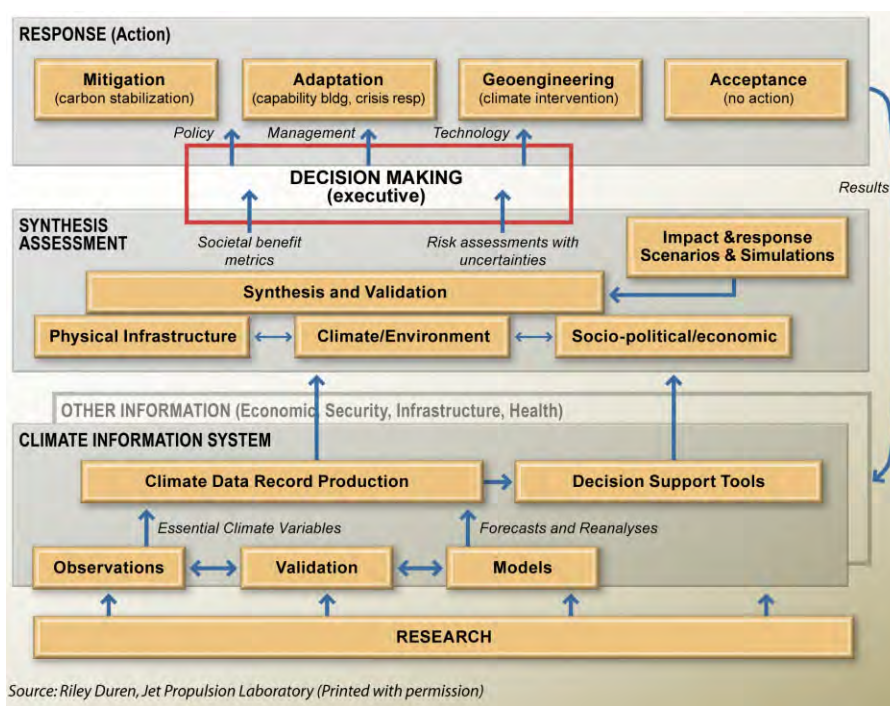 RESPONSE (Action)
Mitigation
(carbon stabilization)
Adaptation
(capability bldg, crisis resp)
Geoengineering
(climate intervention)
Acceptance
(no action)
Policy
Management
Technology
DECISION MAKING
(executive)
Results
SYNTHESIS
ASSESSMENT
Societal benefit
metrics
Risk assessments with
uncertainties
Impact &response
Scenarios & Simulations
Synthesis and Validation
Physical Infrastructure
Climate/Environment
Socio-political/economic
OTHER INFORMATION (Economic, Security, Infrastructure, Health)
CLIMATE INFORMATION SYSTEM
Climate Data Record Production
Decision Support Tools
Essential Climate Variables
Forecasts and Reanalyses
Observations
Validation
Models
RESEARCH
Source: Riley Duren, Jet Propulsion Laboratory (Printed with permission)